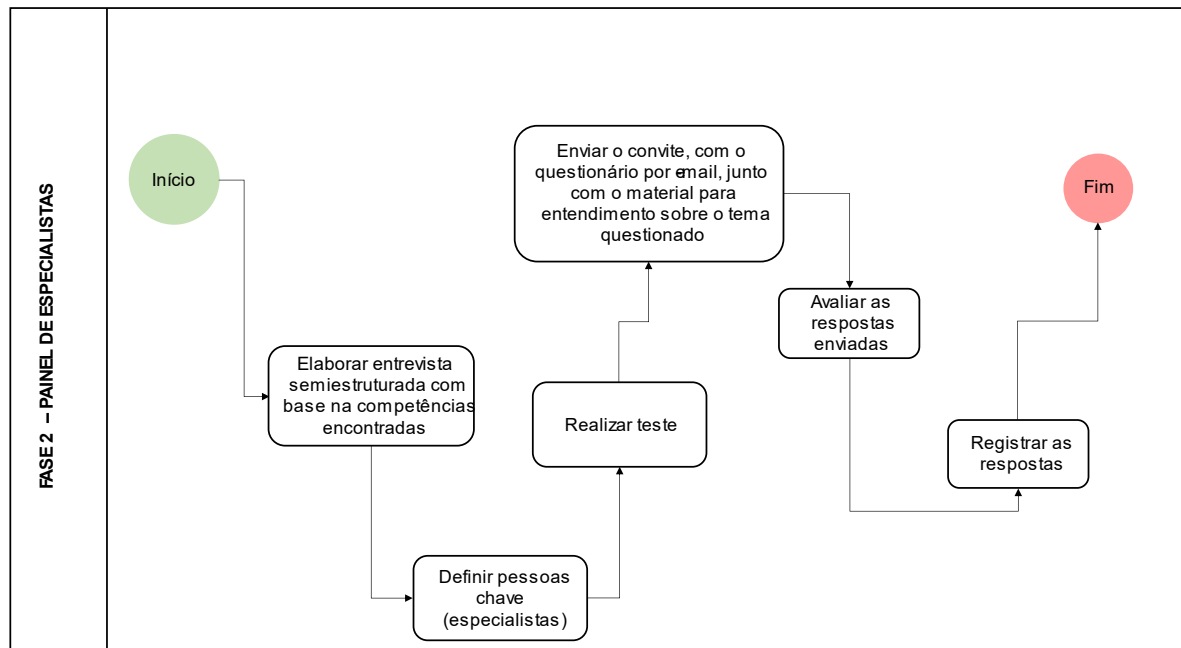 FASE 2 – PAINEL DE ESPECIALISTAS
Início
Elaborar entrevista
semiestruturada com
base na competências
encontradas
Definir pessoas
chave
(especialistas)
Realizar teste
Enviar o convite, com o
questionário por email, junto
com o material para
entendimento sobre o tema
questionado
Avaliar as
respostas
enviadas
Registrar as
respostas
Fim